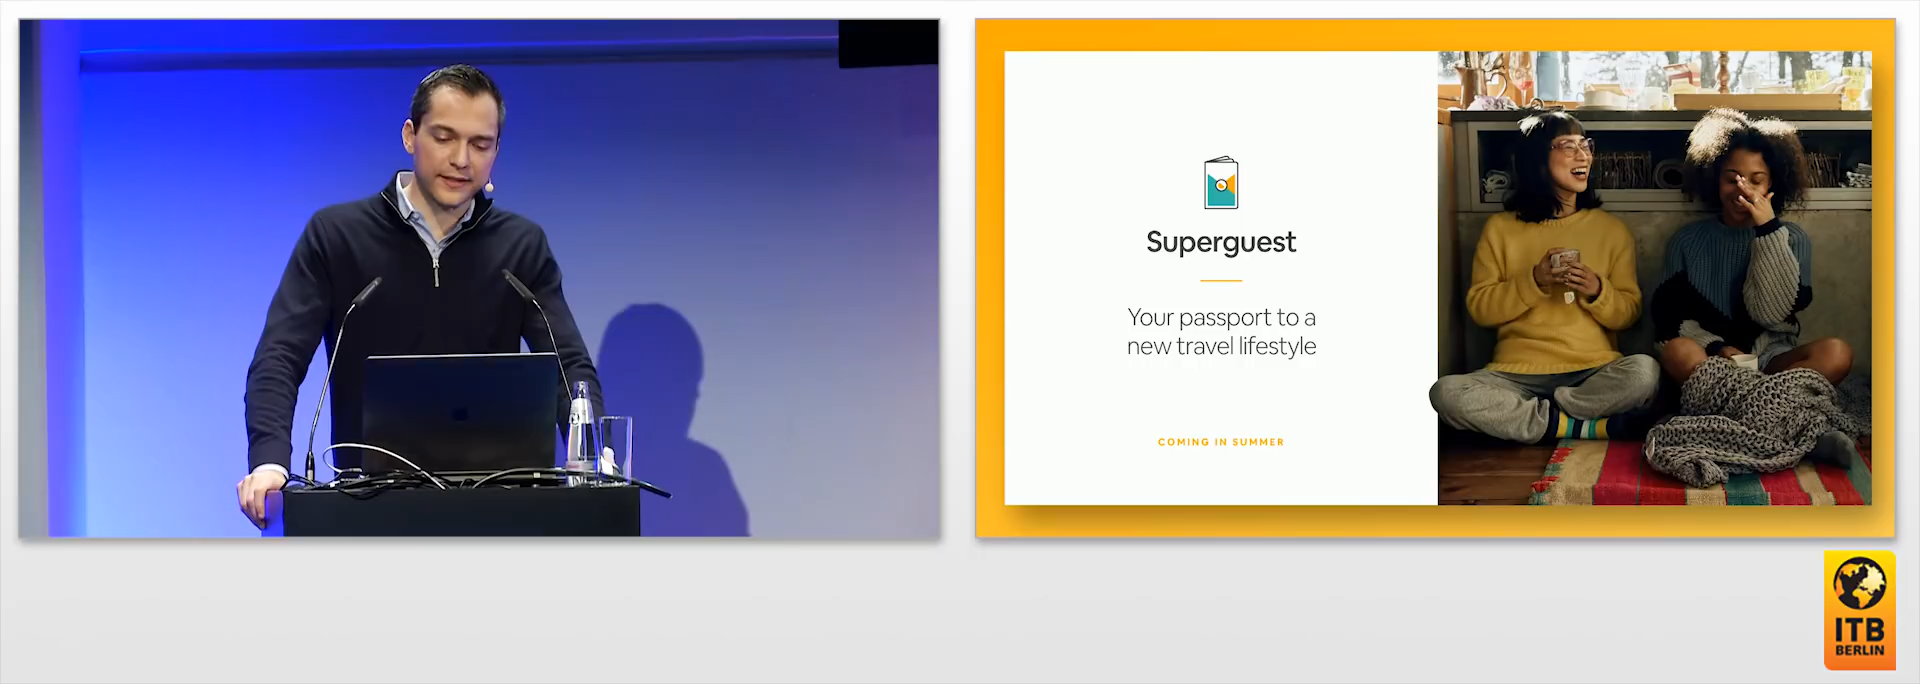 Superguest
Your passport to a
new travel lifestyle
COMING IN SUMMER
ITB
BERLIN